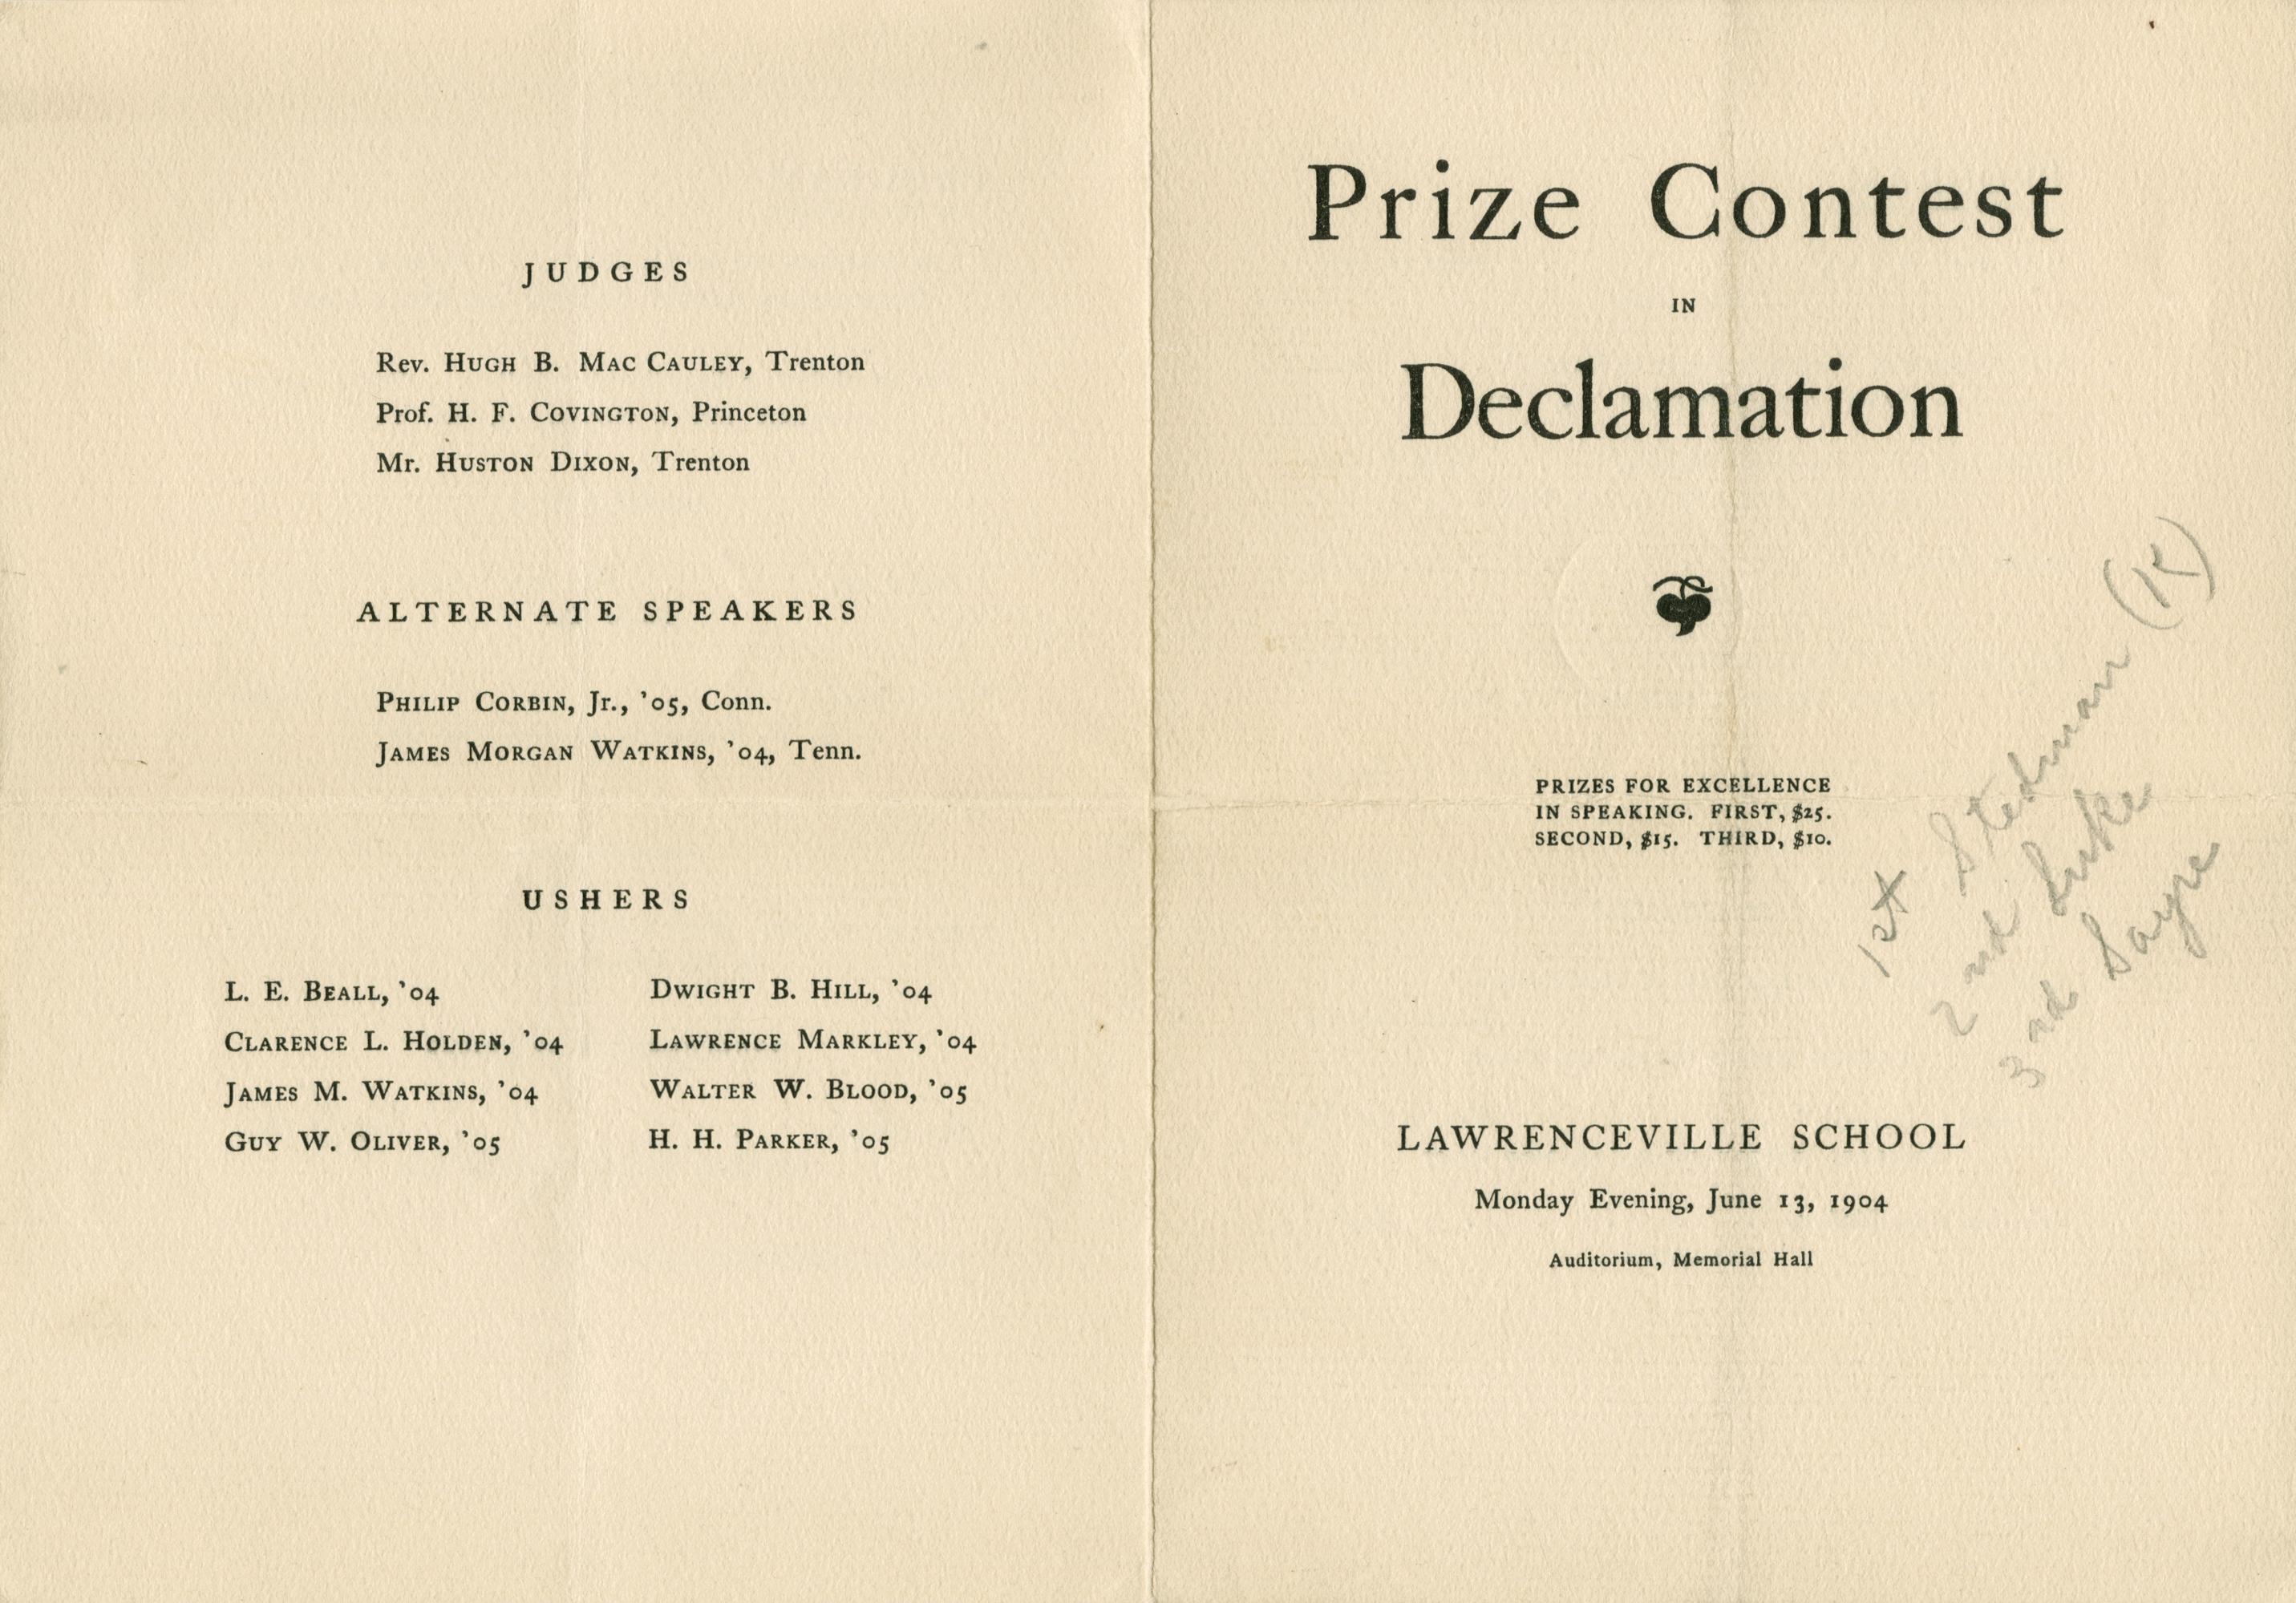 JUDGES
Rev. HUGH B. MAC CAULEY, Trenton
Prof. H. F. COVINGTON, Princeton
Mr. HUSTON DIXON, Trenton
ALTERNATE SPEAKERS
PHILIP CORBIN, Jr., '05, Conn.
JAMES MORGAN WATKINS, '04, Tenn.
USHERS
L. E. BEALL, '04
CLARENCE L. HOLDEN, '04
JAMES M. WATKINS, '04
GUY W. OLIVER, '05
DWIGHT B. HILL, '04
LAWRENCE MARKLEY, '04
WALTER W. BLOOD, '05
H. H. PARKER, '05
Prize Contest
IN
Declamation
PRIZES FOR EXCELLENCE
IN SPEAKING. FIRST, $25.
SECOND, $15. THIRD, $10.
1st Stedman (K)
2nd Luke
3rd Sayre
LAWRENCEVILLE SCHOOL
Monday Evening, June 13, 1904
Auditorium, Memorial Hall